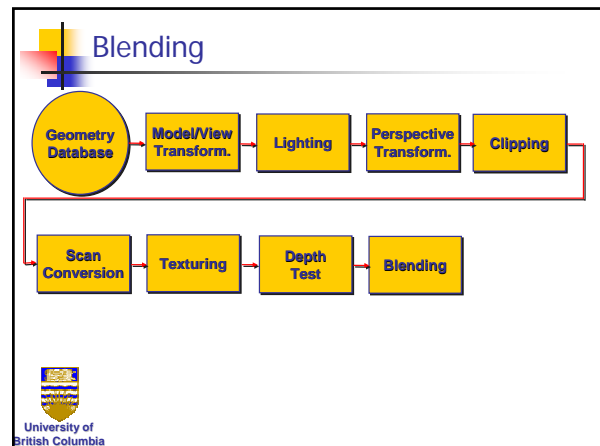 Blending
Geometry
Database
Model/View
Transform.
Lighting
Perspective
Transform.
Clipping
Scan
Conversion
Texturing
Depth
Test
Blending
University of
British Columbia